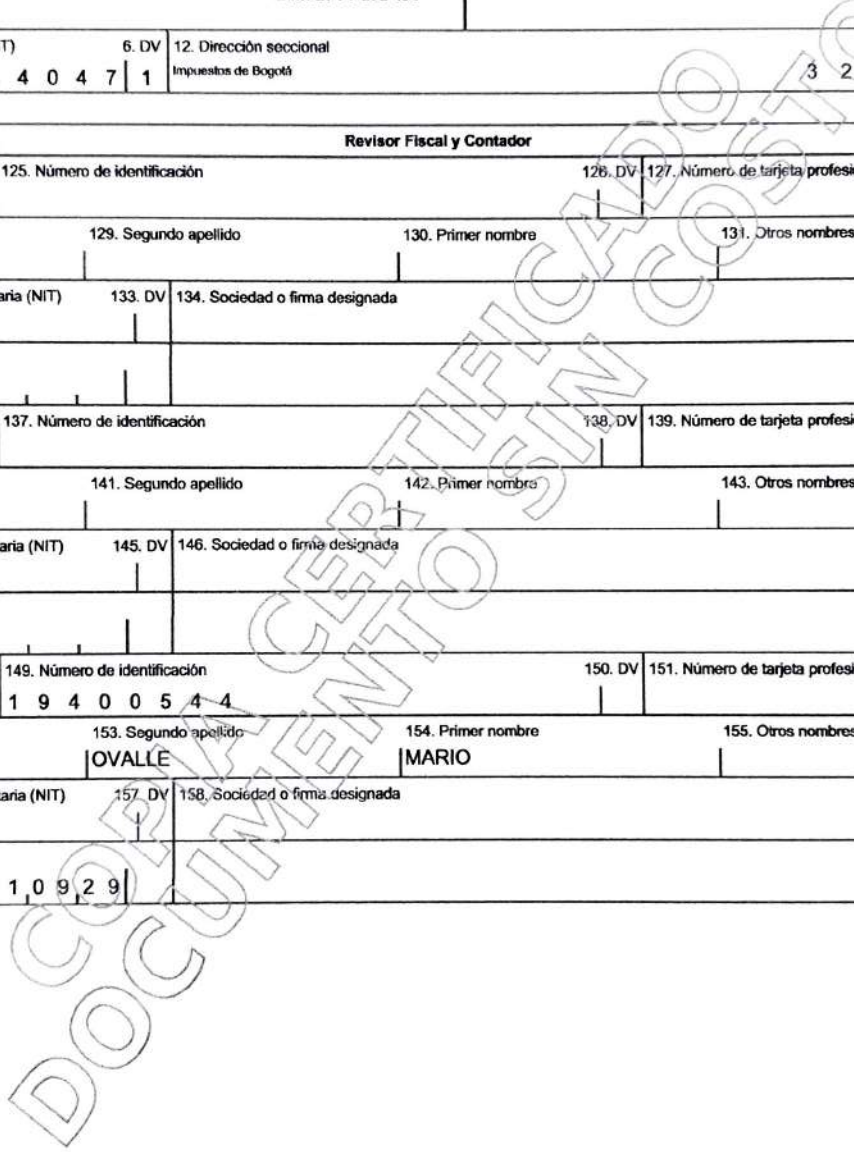 T) 6. DV 12. Dirección seccional
4 0 4 7 1 Impuestos de Bogotá 3 2
Revisor Fiscal y Contador
125. Número de identificación 126. DV 127. Número de tarjeta profesi
129. Segundo apellido 130. Primer nombre 131. Otros nombres
aria (NIT) 133. DV 134. Sociedad o firma designada
137. Número de identificación 138. DV 139. Número de tarjeta profesi
141. Segundo apellido 142. Primer nombre 143. Otros nombres
aria (NIT) 145. DV 146. Sociedad o firma designada
149. Número de identificación 150. DV 151. Número de tarjeta profesi
1 9 4 0 0 5 4 4
153. Segundo apellido 154. Primer nombre 155. Otros nombres
OVALLE MARIO
aria (NIT) 157. DV 158. Sociedad o firma designada
1 0 9 2 9
COPIA CERTIFICADO
DOCUMENTO SIN COSTO